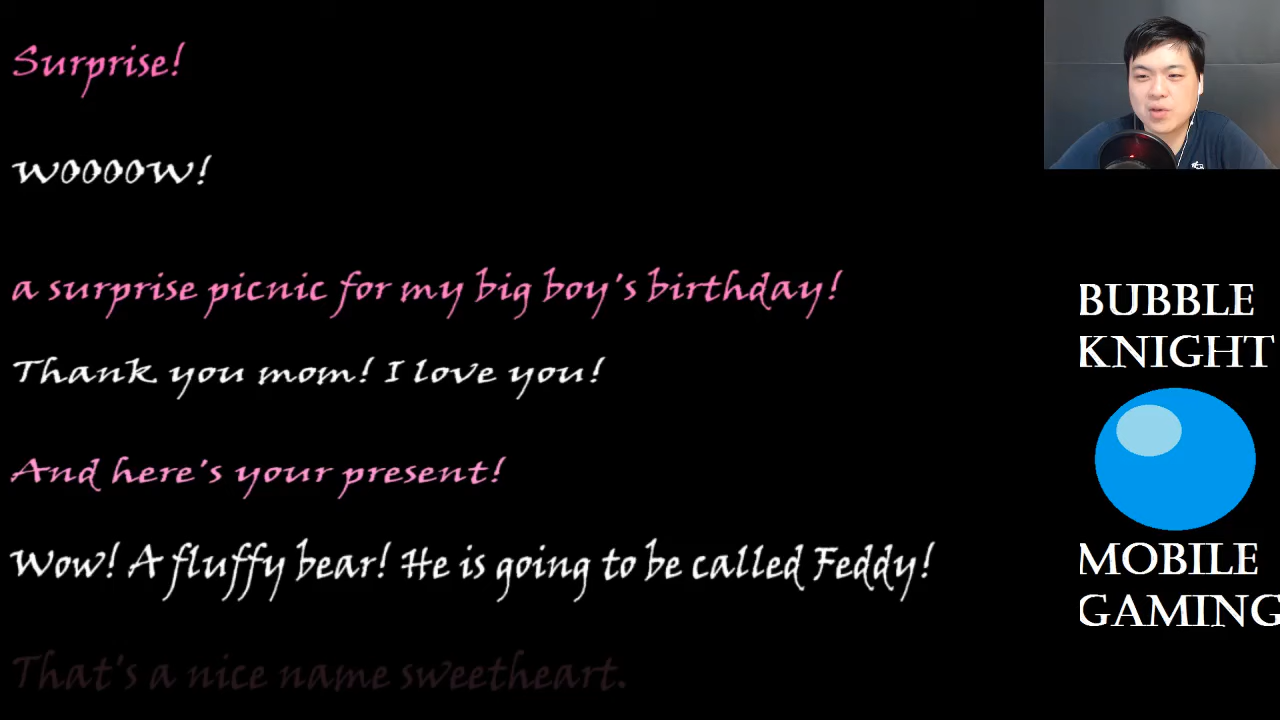 Surprise!
WOOOOW!
a surprise picnic for my big boy's birthday!
Thank you mom! I love you!
And here's your present!
Wow! A fluffy bear! He is going to be called Feddy!
That's a nice name sweetheart.
BUBBLE
KNIGHT
MOBILE
GAMING